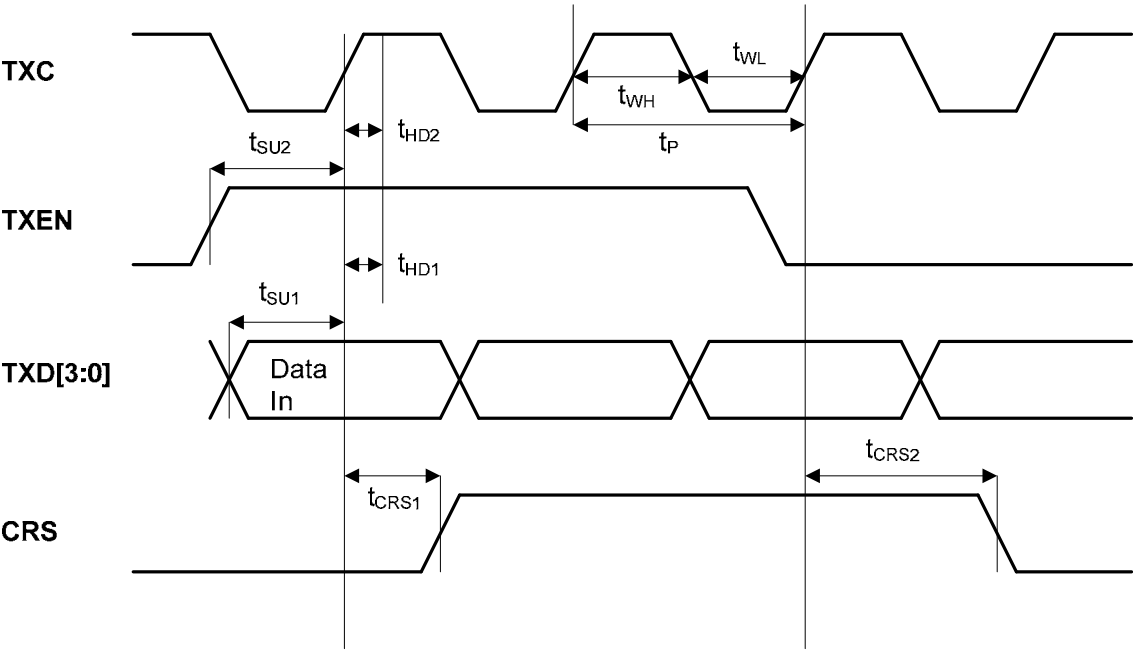 TXC
tWL
tWH
tHD2
tSU2
tP
TXEN
tHD1
tSU1
TXD[3:0]
Data
In
tCRS2
tCRS1
CRS